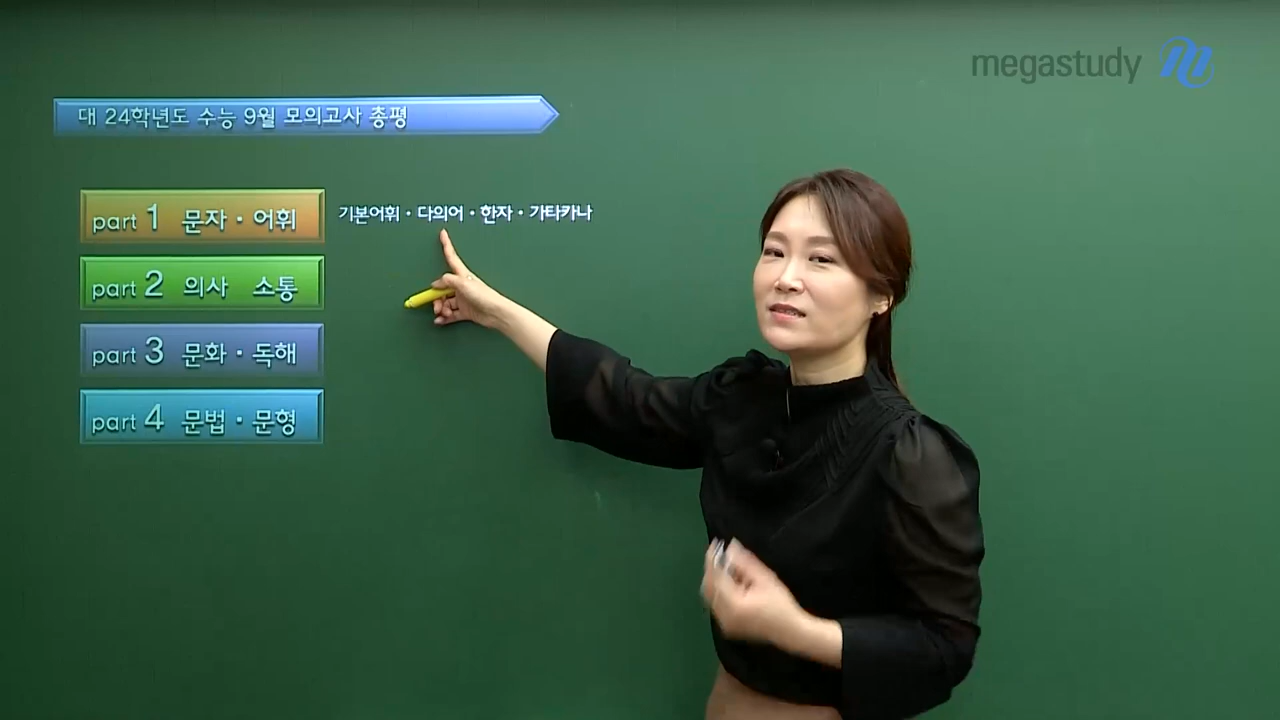 megastudy
대 24학년도 수능 9월 모의고사 총평
part 1 문자·어휘 기본어휘·다의어·한자·가타카나
part 2 의사 소통
part 3 문화·독해
part 4 문법·문형